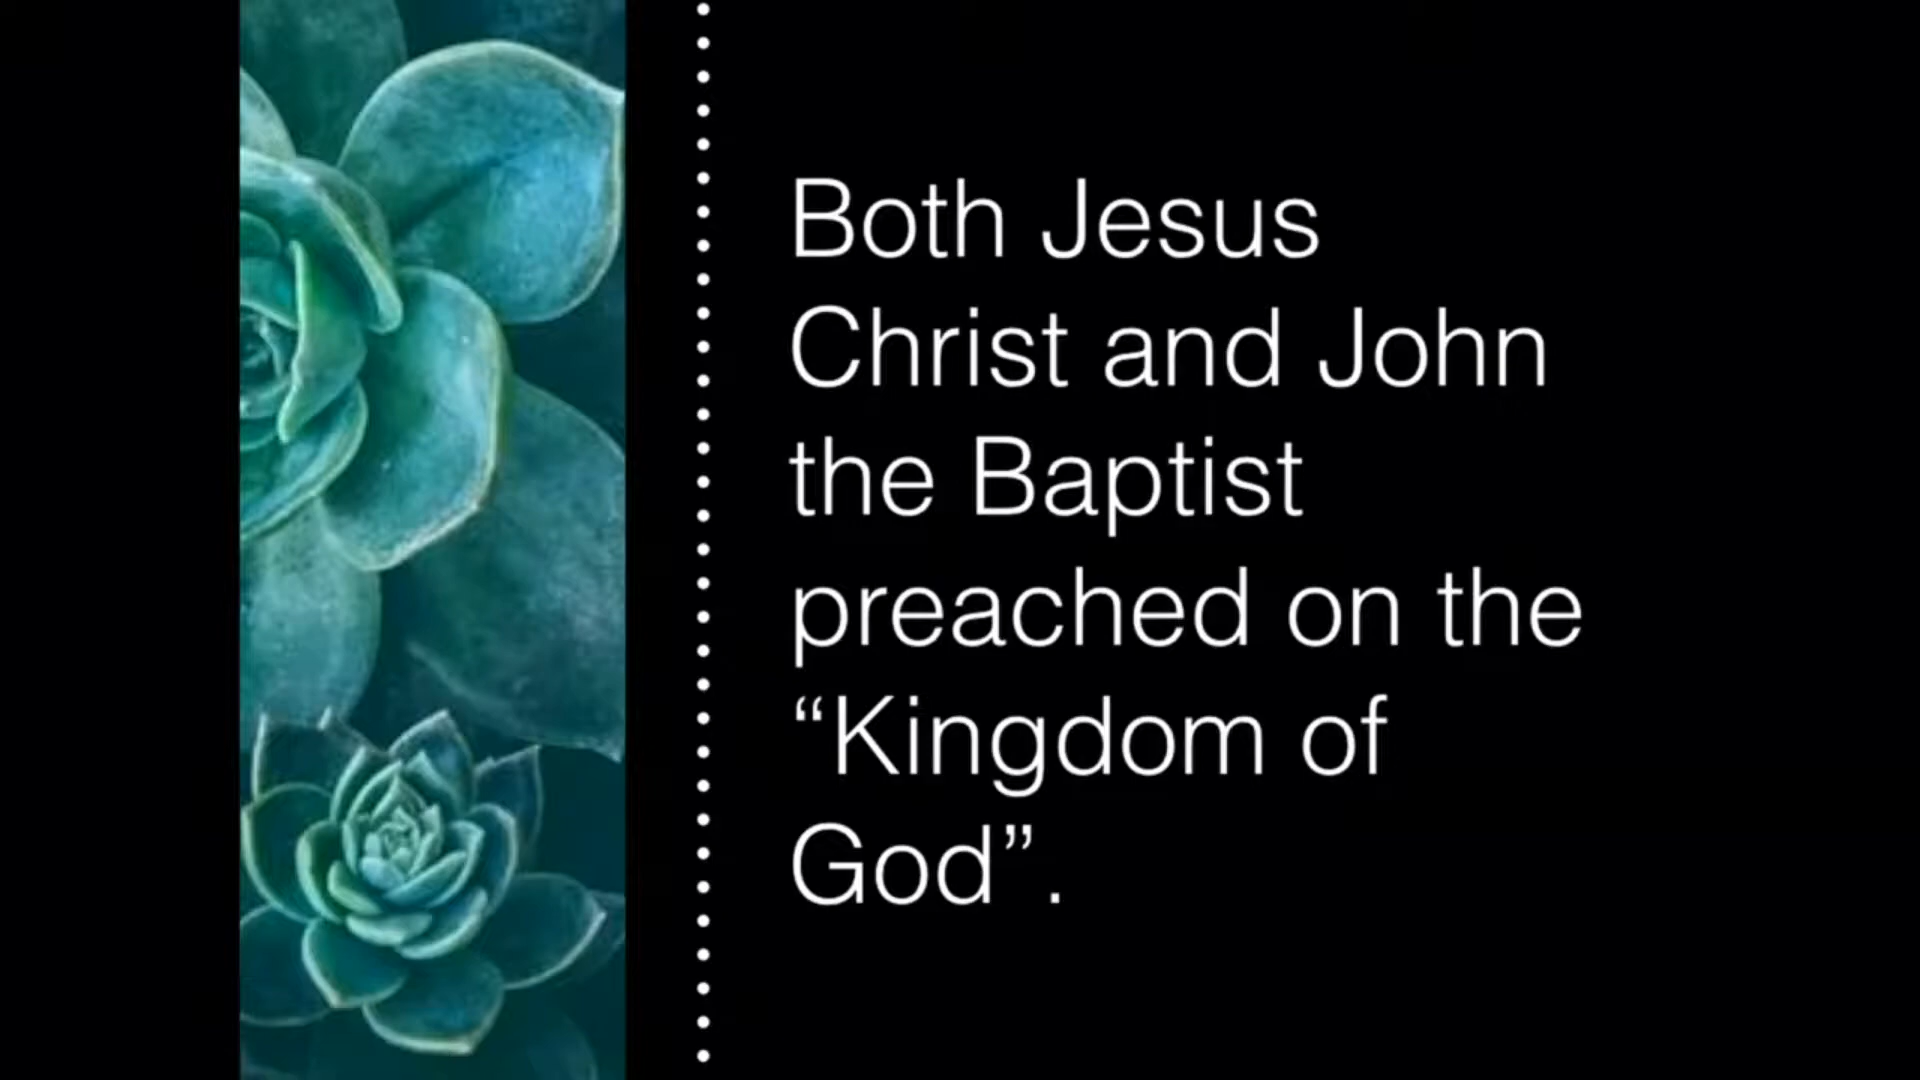 Both Jesus
Christ and John
the Baptist
preached on the
“Kingdom of
God”.